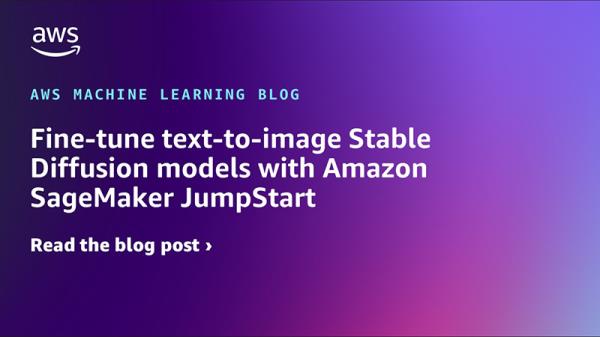 aws
AWS MACHINE LEARNING BLOG
Fine-tune text-to-image Stable
Diffusion models with Amazon
SageMaker JumpStart
Read the blog post ›